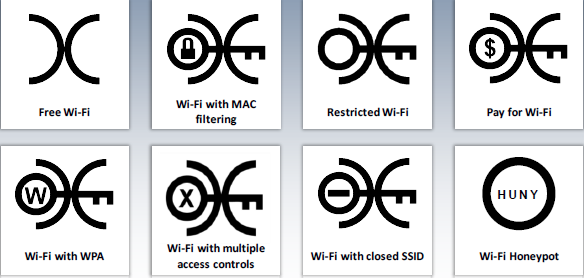 Free Wi-Fi
Wi-Fi with MAC
filtering
Restricted Wi-Fi
$
Pay for Wi-Fi
W
Wi-Fi with WPA
X
Wi-Fi with multiple
access controls
Wi-Fi with closed SSID
HUNY
Wi-Fi Honeypot